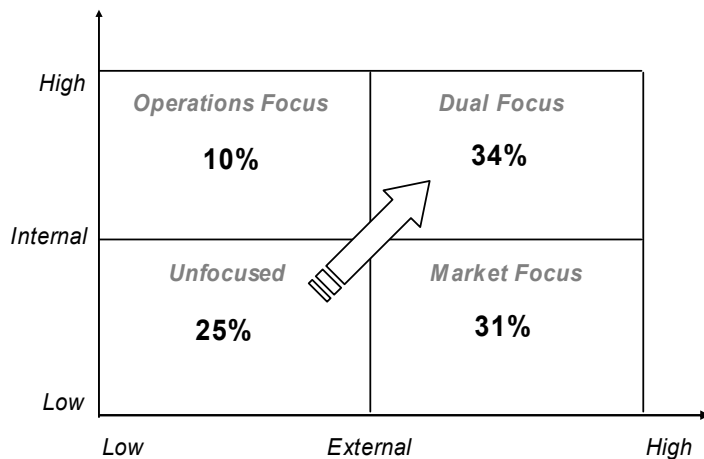 High
Operations Focus
Dual Focus
10%
34%
Internal
Unfocused
Market Focus
25%
31%
Low
Low
External
High